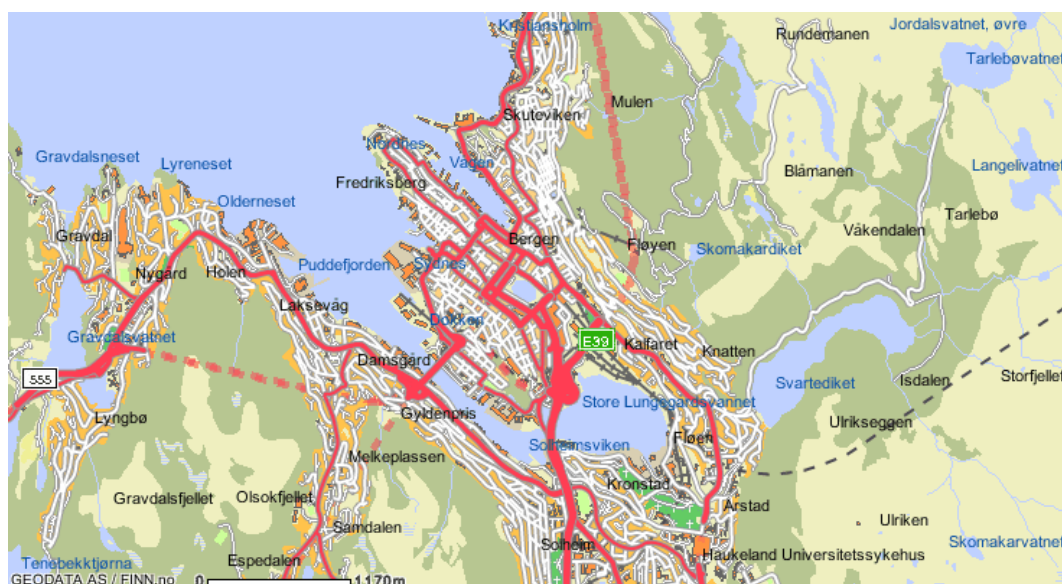 Kristiansholm
Rundemanen
Jordalsvatnet, øvre
Tarlebøvatnet
Mulen
Skuteviken
Nordnes
Gravdalsneset
Lyreneset
Vågen
Blåmanen
Langelivatnet
Fredriksberg
Olderneset
Tarlebø
Gravdal
Bergen
Fløyen
Skomakardiket
Våkendalen
Puddefjorden
Sydnes
Nygård
Holen
Laksevåg
Dokken
Gravdalsvatnet
E39
Kalfaret
Knatten
Damsgård
555
Svartediket
Isdalen
Storfjellet
Lyngbø
Gyldenpris
Store Lungegårdsvannet
Ulrikseggen
Solheimsviken
Fløen
Melkeplassen
Kronstad
Gravdalsfjellet
Olsokfjellet
Årstad
Samdalen
Ulriken
Solheim
Skomakarvatnet
Tenebekktjørna
Espedalen
Haukeland Universitetssykehus
GEODATA AS / FINN.no 0 1,170m